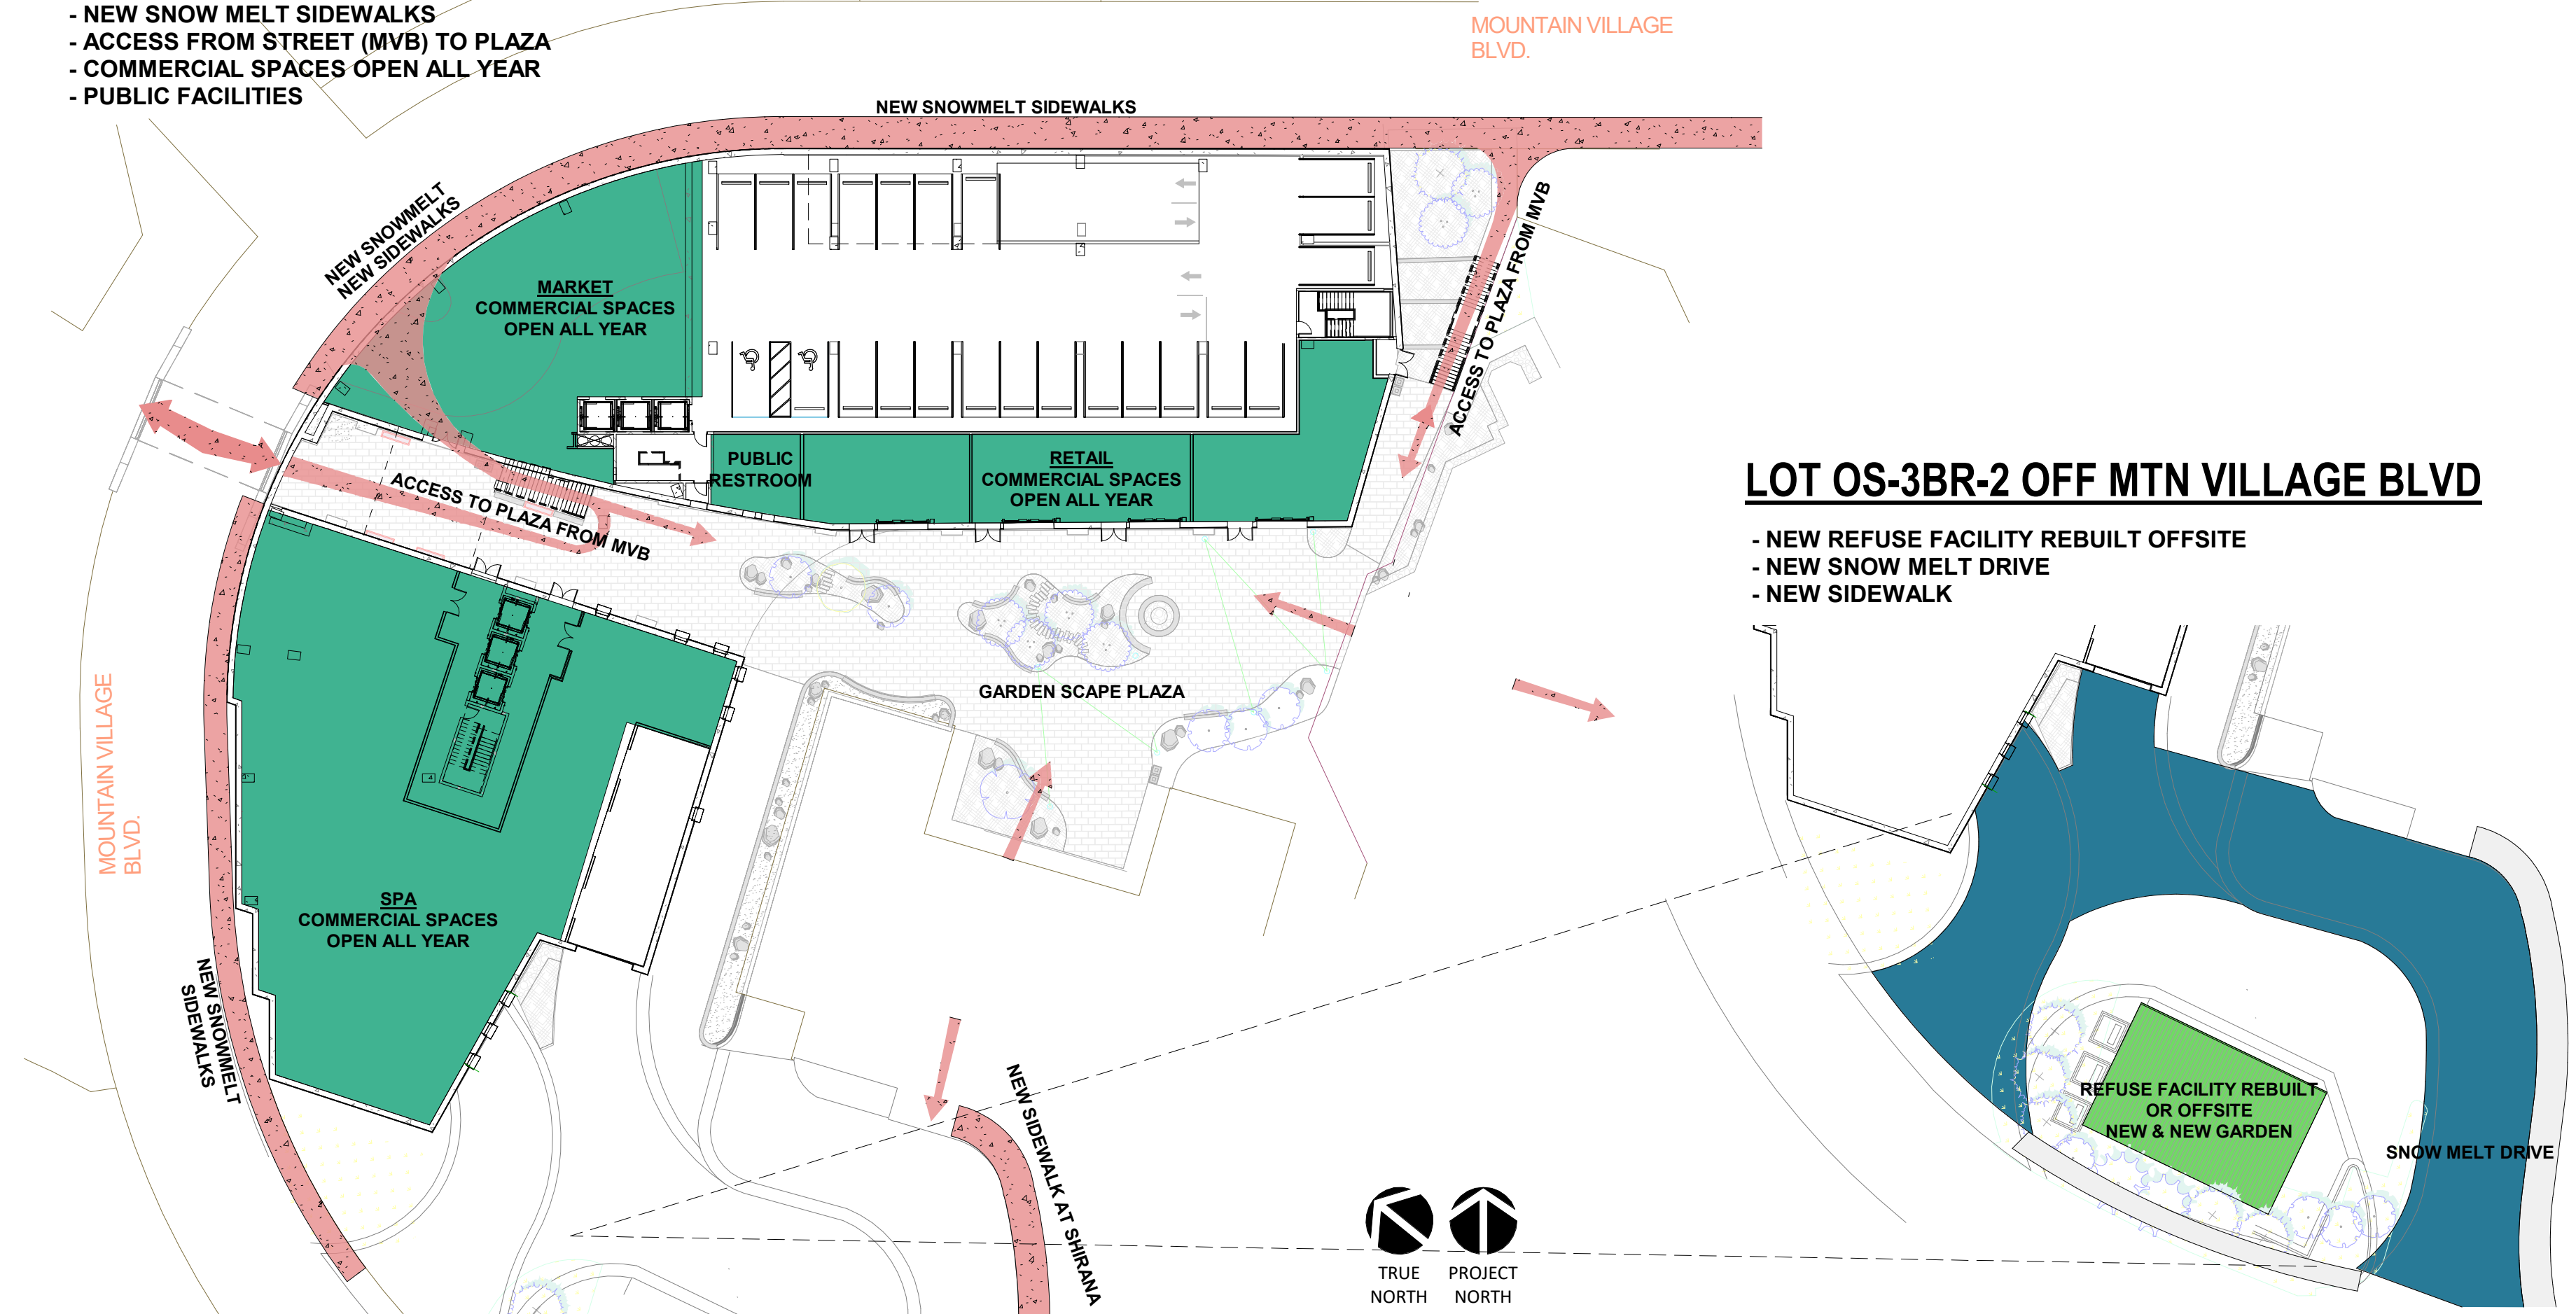 - NEW SNOW MELT SIDEWALKS
- ACCESS FROM STREET (MVB) TO PLAZA
- COMMERCIAL SPACES OPEN ALL YEAR
- PUBLIC FACILITIES
MOUNTAIN VILLAGE
BLVD.
NEW SNOWMELT SIDEWALKS
NEW SNOWMELT
NEW SIDEWALKS
MARKET
COMMERCIAL SPACES
OPEN ALL YEAR
ACCESS TO PLAZA FROM MVB
PUBLIC
RESTROOM
RETAIL
COMMERCIAL SPACES
OPEN ALL YEAR
ACCESS TO PLAZA FROM MVB
LOT OS-3BR-2 OFF MTN VILLAGE BLVD
- NEW REFUSE FACILITY REBUILT OFFSITE
- NEW SNOW MELT DRIVE
- NEW SIDEWALK
GARDEN SCAPE PLAZA
MOUNTAIN VILLAGE
BLVD.
SPA
COMMERCIAL SPACES
OPEN ALL YEAR
NEW SNOWMELT
SIDEWALKS
NEW SIDEWALK AT SHIRANA
REFUSE FACILITY REBUILT
OR OFFSITE
NEW & NEW GARDEN
SNOW MELT DRIVE
TRUE
NORTH
PROJECT
NORTH